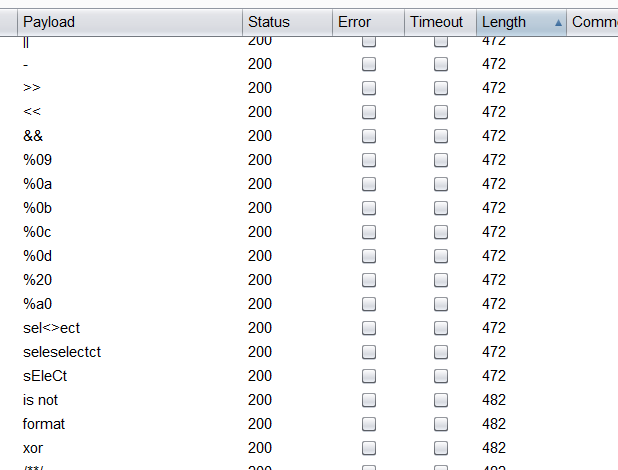 Payload Status Error Timeout Length Comm
|| 200 472
- 200 472
>> 200 472
<< 200 472
&& 200 472
%09 200 472
%0a 200 472
%0b 200 472
%0c 200 472
%0d 200 472
%20 200 472
%a0 200 472
sel<>ect 200 472
seleselectct 200 472
sEleCt 200 472
is not 200 482
format 200 482
xor 200 482
/**/ 200 482